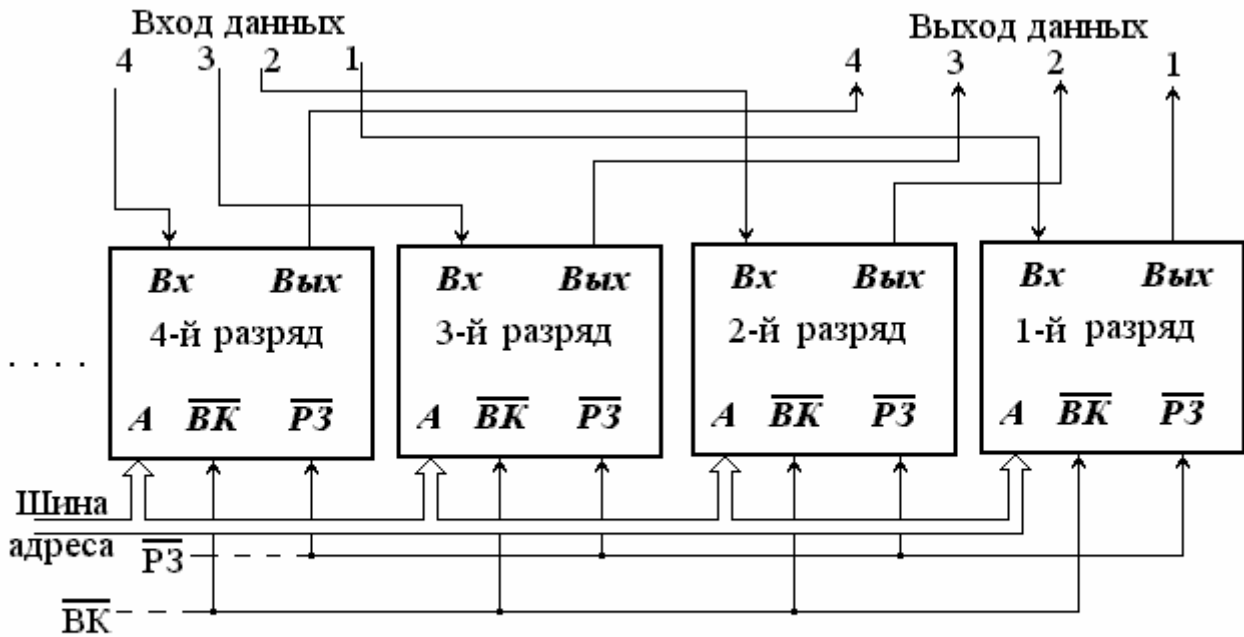 Вход данных
Выход данных
4 3 2 1
4 3 2 1
Вх Вых
4-й разряд
A ВК РЗ
Вх Вых
3-й разряд
A ВК РЗ
Вх Вых
2-й разряд
A ВК РЗ
Вх Вых
1-й разряд
A ВК РЗ
. . . .
Шина
адреса
РЗ
ВК